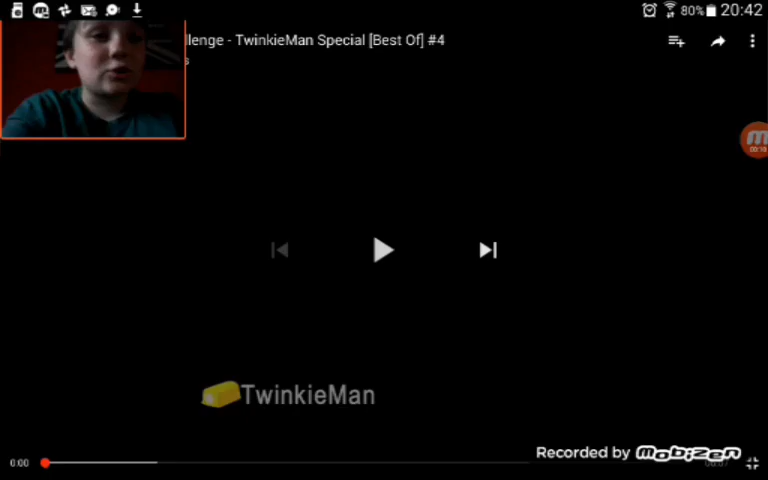 80% 20:42
llenge - TwinkieMan Special [Best Of] #4
s
TwinkieMan
0:00
Recorded by mobizen